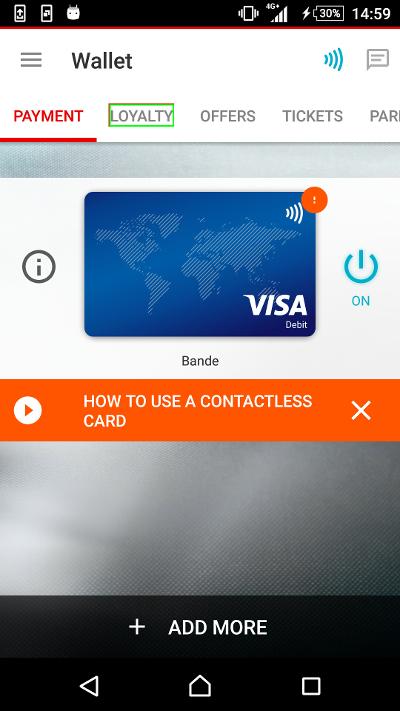 4G+ 30% 14:59
Wallet
PAYMENT LOYALTY OFFERS TICKETS PAR
VISA
Debit
ON
Bande
HOW TO USE A CONTACTLESS
CARD
+ ADD MORE